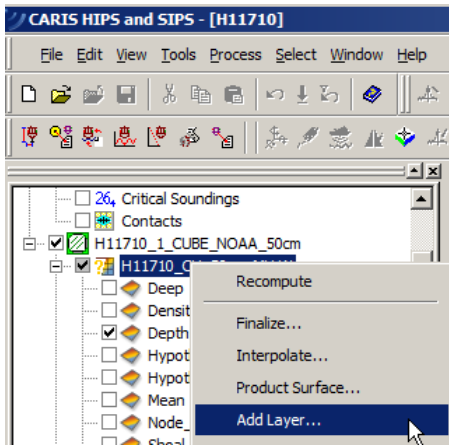 CARIS HIPS and SIPS - [H11710]
File Edit View Tools Process Select Window Help
26₄ Critical Soundings
Contacts
H11710_1_CUBE_NOAA_50cm
Deep
Recompute
Densit
Finalize...
Depth
Hypot
Interpolate...
Hypot
Product Surface...
Mean
Node_
Add Layer...